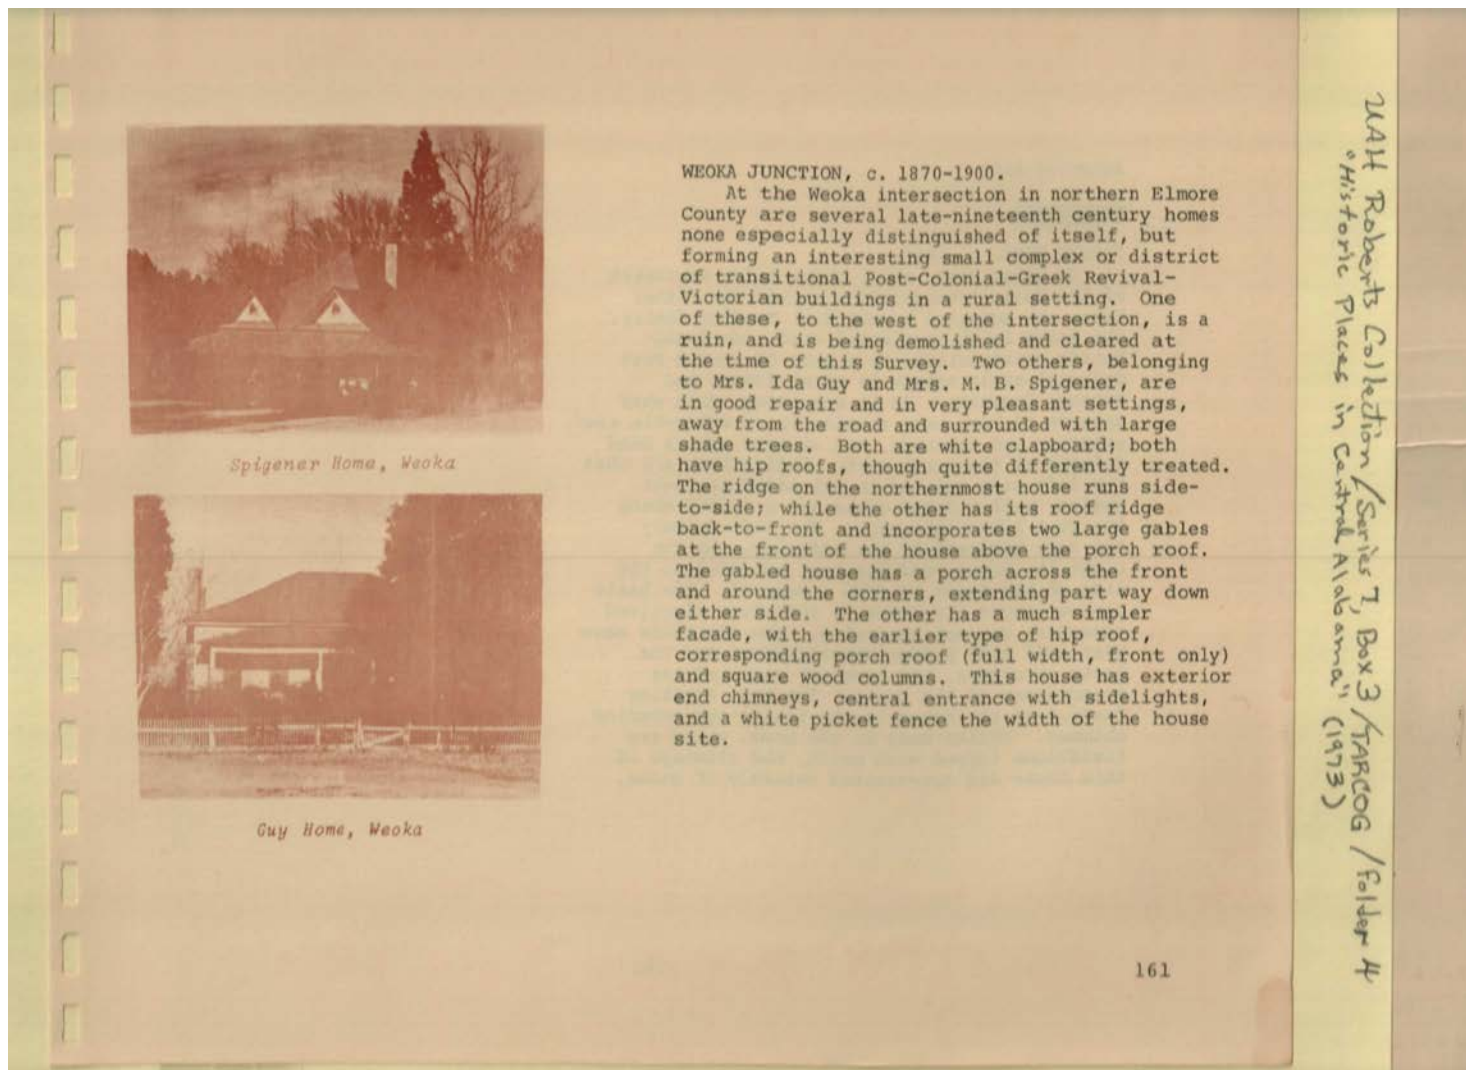 Spigener Home, Weoka
Guy Home, Weoka
WEOKA JUNCTION, c. 1870-1900.
At the Weoka intersection in northern Elmore
County are several late-nineteenth century homes
none especially distinguished of itself, but
forming an interesting small complex or district
of transitional Post-Colonial-Greek Revival-
Victorian buildings in a rural setting. One
of these, to the west of the intersection, is a
ruin, and is being demolished and cleared at
the time of this Survey. Two others, belonging
to Mrs. Ida Guy and Mrs. M. B. Spigener, are
in good repair and in very pleasant settings,
away from the road and surrounded with large
shade trees. Both are white clapboard; both
have hip roofs, though quite differently treated.
The ridge on the northernmost house runs side-
to-side; while the other has its roof ridge
back-to-front and incorporates two large gables
at the front of the house above the porch roof.
The gabled house has a porch across the front
and around the corners, extending part way down
either side. The other has a much simpler
facade, with the earlier type of hip roof,
corresponding porch roof (full width, front only)
and square wood columns. This house has exterior
end chimneys, central entrance with sidelights,
and a white picket fence the width of the house
site.
161
UAH Roberts Collection/Series 7, Box 3/TARCOG/Folder 4
"Historic Places in Central Alabama" (1973)